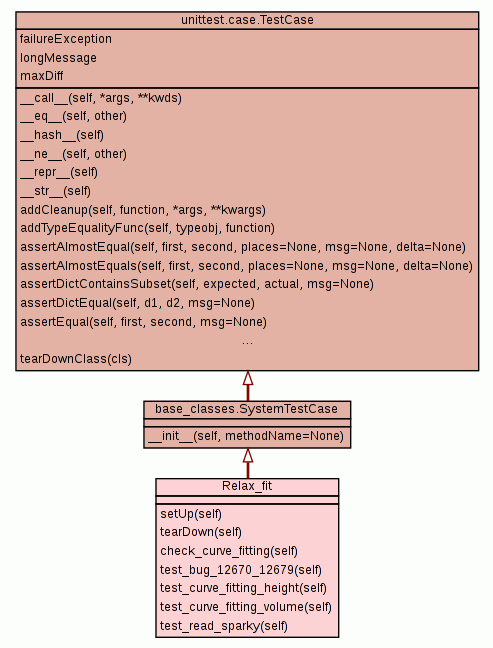 unittest.case.TestCase
failureException
longMessage
maxDiff
__call__(self, *args, **kwds)
__eq__(self, other)
__hash__(self)
__ne__(self, other)
__repr__(self)
__str__(self)
addCleanup(self, function, *args, **kwargs)
addTypeEqualityFunc(self, typeobj, function)
assertAlmostEqual(self, first, second, places=None, msg=None, delta=None)
assertAlmostEquals(self, first, second, places=None, msg=None, delta=None)
assertDictContainsSubset(self, expected, actual, msg=None)
assertDictEqual(self, d1, d2, msg=None)
assertEqual(self, first, second, msg=None)
...
tearDownClass(cls)
base_classes.SystemTestCase
__init__(self, methodName=None)
Relax_fit
setUp(self)
tearDown(self)
check_curve_fitting(self)
test_bug_12670_12679(self)
test_curve_fitting_height(self)
test_curve_fitting_volume(self)
test_read_sparky(self)